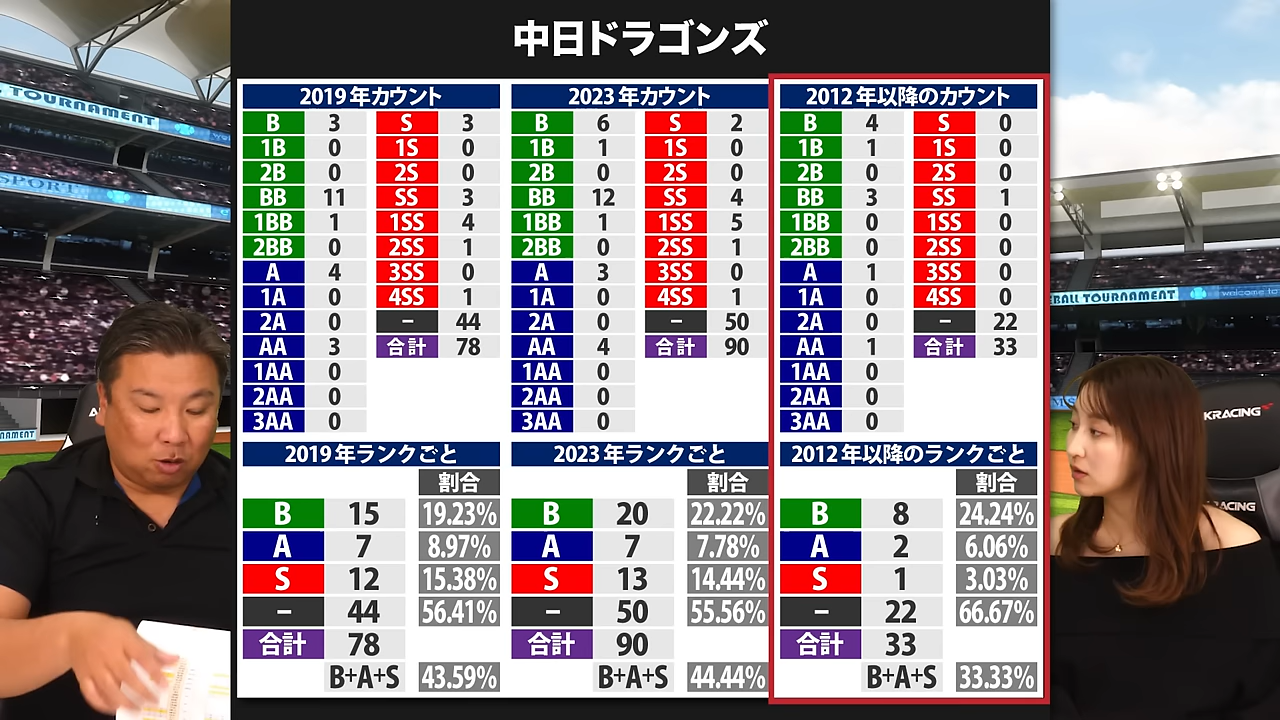 中日ドラゴンズ
2019年カウント
B 3 S 3
1B 0 1S 0
2B 0 2S 0
BB 11 SS 3
1BB 1 1SS 4
2BB 0 2SS 1
A 4 3SS 0
1A 0 4SS 1
2A 0 – 44
AA 3 合計 78
1AA 0
2AA 0
3AA 0
2019年ランクごと
割合
B 15 19.23%
A 7 8.97%
S 12 15.38%
– 44 56.41%
合計 78
B+A+S 43.59%
2023年カウント
B 6 S 2
1B 1 1S 0
2B 0 2S 0
BB 12 SS 4
1BB 1 1SS 5
2BB 0 2SS 1
A 3 3SS 0
1A 0 4SS 1
2A 0 – 50
AA 4 合計 90
1AA 0
2AA 0
3AA 0
2023年ランクごと
割合
B 20 22.22%
A 7 7.78%
S 13 14.44%
– 50 55.56%
合計 90
B+A+S 44.44%
2012年以降のカウント
B 4 S 0
1B 1 1S 0
2B 0 2S 0
BB 3 SS 1
1BB 0 1SS 0
2BB 0 2SS 0
A 1 3SS 0
1A 0 4SS 0
2A 0 – 22
AA 1 合計 33
1AA 0
2AA 0
3AA 0
2012年以降のランクごと
割合
B 8 24.24%
A 2 6.06%
S 1 3.03%
– 22 66.67%
合計 33
B+A+S 33.33%
TOURNAMENT
SPORT
NAMENT
BALL TOURNAMENT
welcome to
KRACING
RACING